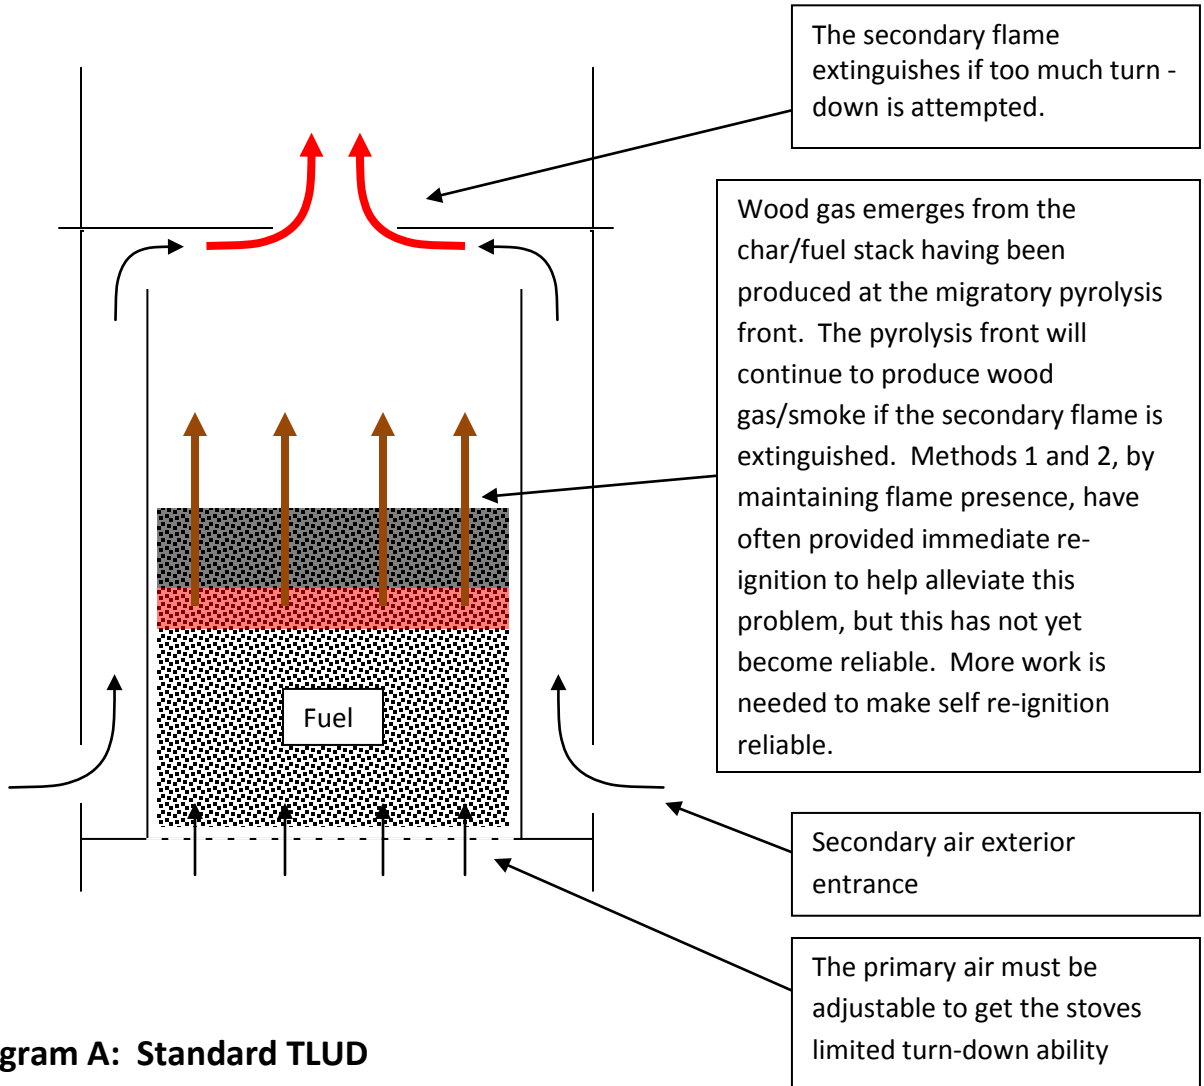 The secondary flame
extinguishes if too much turn -
down is attempted.
Wood gas emerges from the
char/fuel stack having been
produced at the migratory pyrolysis
front.  The pyrolysis front will
continue to produce wood
gas/smoke if the secondary flame is
extinguished.  Methods 1 and 2, by
maintaining flame presence, have
often provided immediate re-
ignition to help alleviate this
problem, but this has not yet
become reliable.  More work is
needed to make self re-ignition
reliable.
Fuel
Secondary air exterior
entrance
The primary air must be
adjustable to get the stoves
limited turn-down ability
gram A:  Standard TLUD